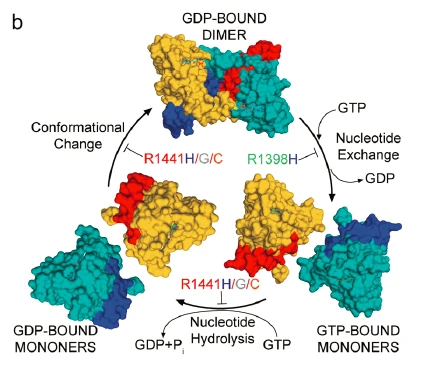 b
GDP-BOUND
DIMER
GTP
Conformational
Change
R1441H/G/C
R1398H
Nucleotide
Exchange
GDP
R1441H/G/C
GDP-BOUND
MONONERS
GDP+Pi
Nucleotide
Hydrolysis
GTP
GTP-BOUND
MONONERS